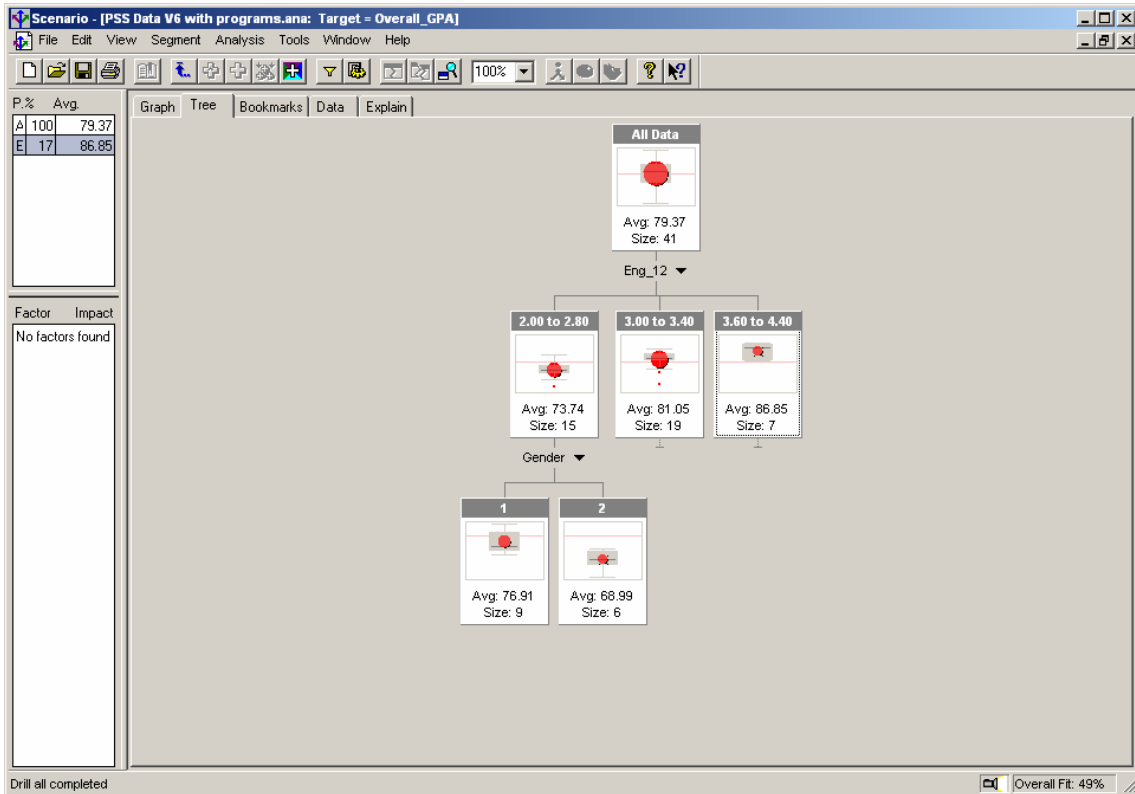 Scenario - [PSS Data V6 with programs.ana: Target = Overall_GPA]
File Edit View Segment Analysis Tools Window Help
100%
P.% Avg.
A 100 79.37
E 17 86.85
Factor Impact
No factors found
Graph Tree Bookmarks Data Explain
All Data
Avg: 79.37
Size: 41
Eng_12
2.00 to 2.80 3.00 to 3.40 3.60 to 4.40
Avg: 73.74 Avg: 81.05 Avg: 86.85
Size: 15 Size: 19 Size: 7
Gender
1 2
Avg: 76.91 Avg: 68.99
Size: 9 Size: 6
Drill all completed Overall Fit: 49%